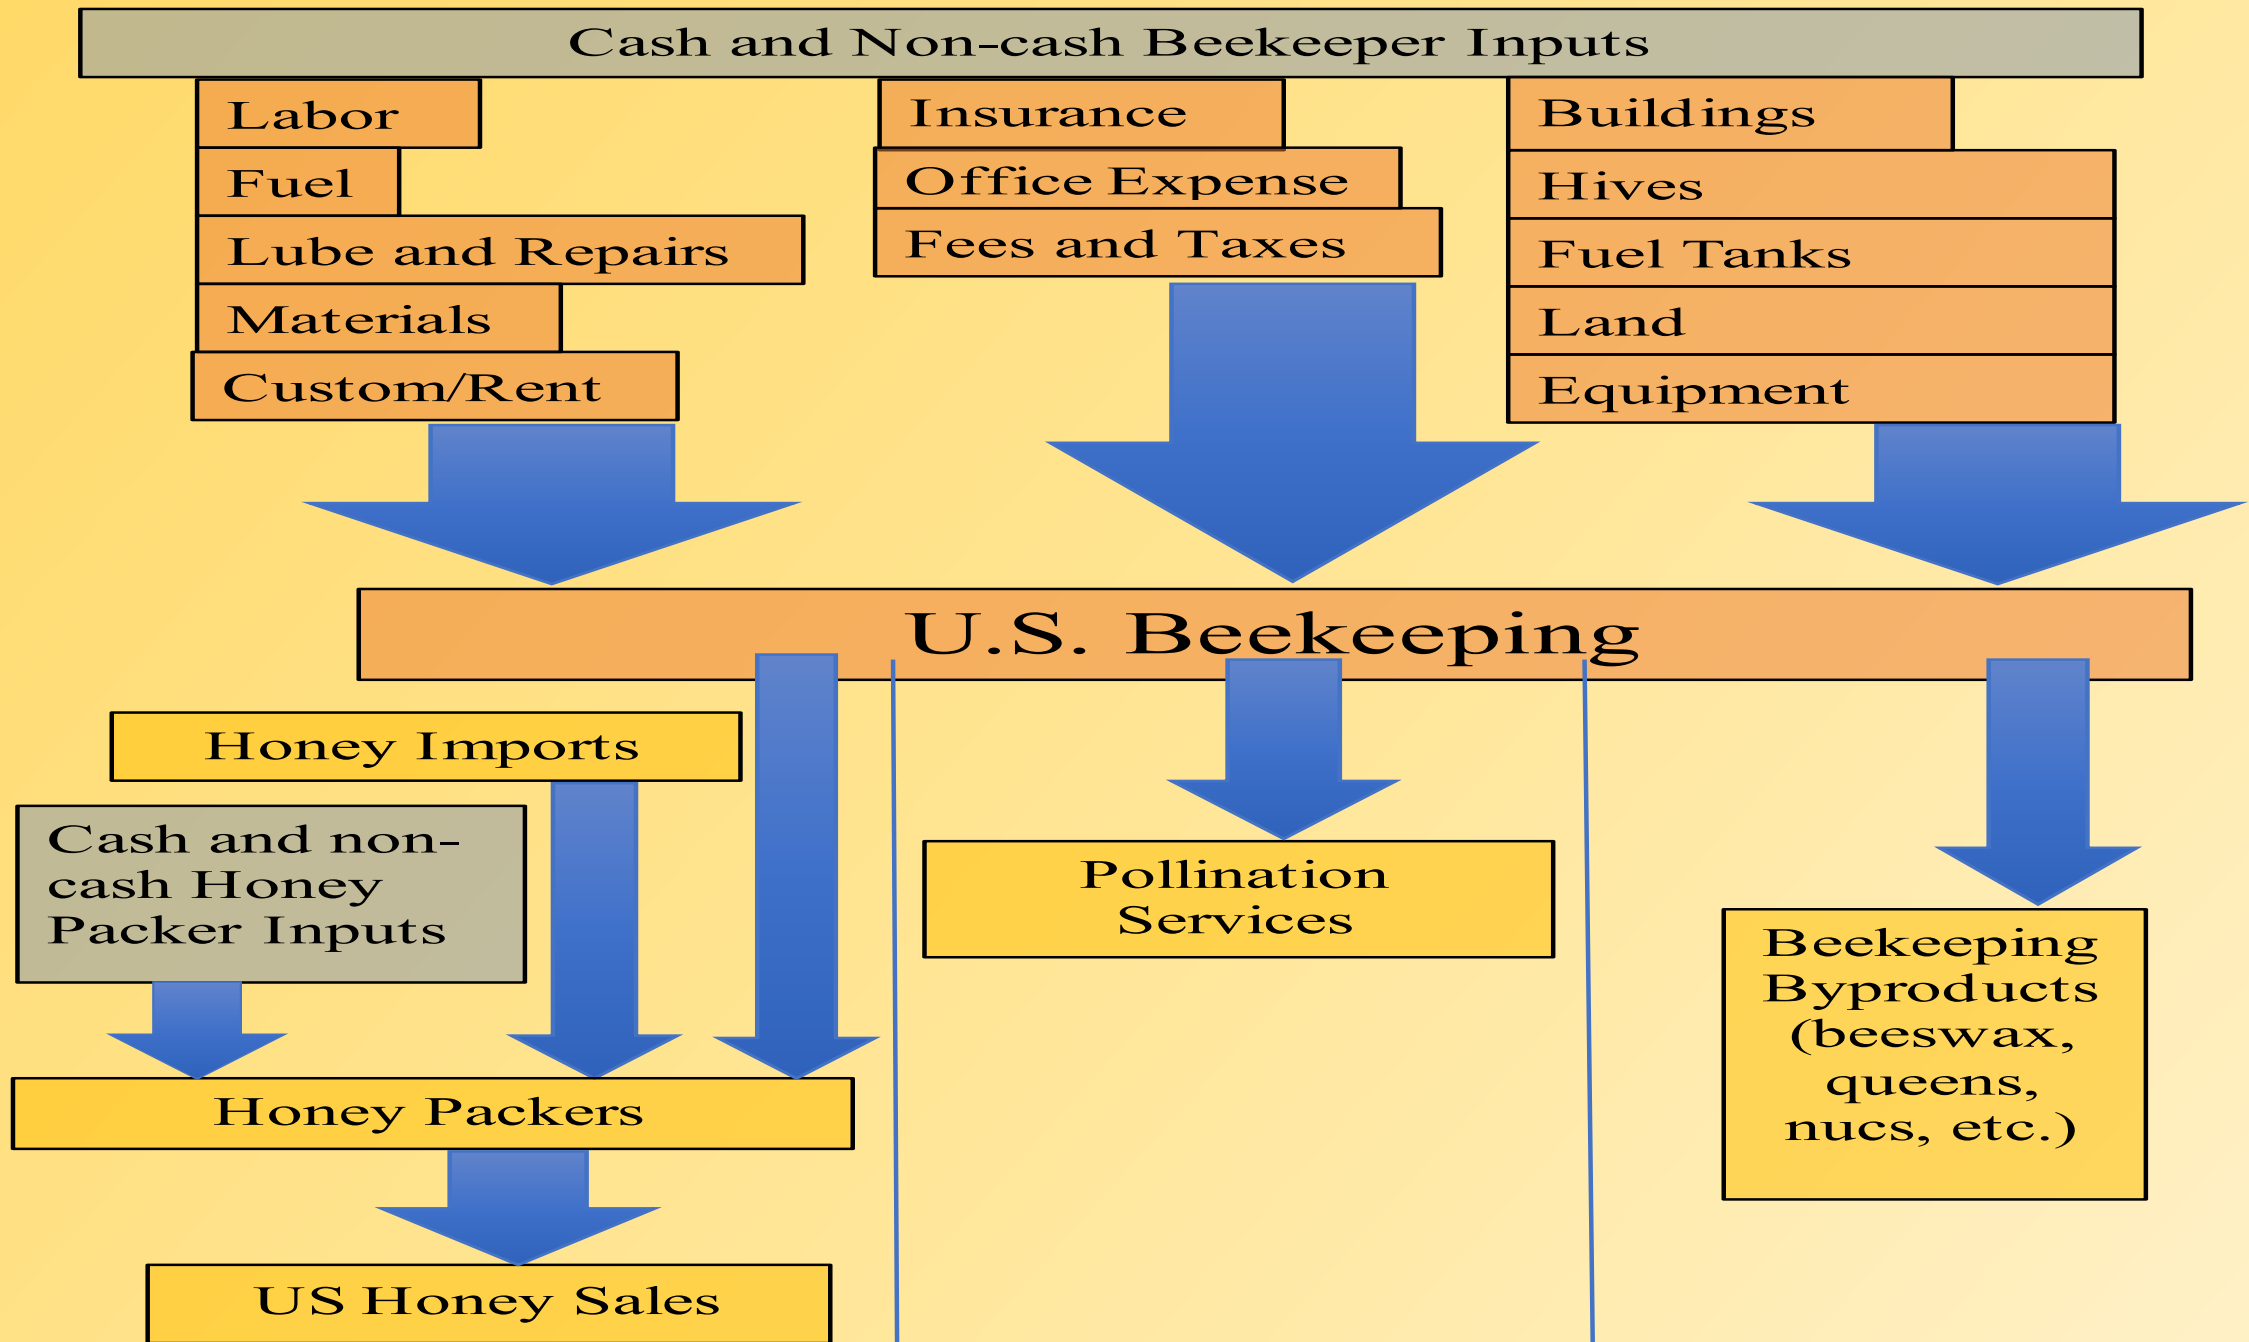 Cash and Non-cash Beekeeper Inputs
Labor
Fuel
Lube and Repairs
Materials
Custom/Rent
Insurance
Office Expense
Fees and Taxes
Buildings
Hives
Fuel Tanks
Land
Equipment
U.S. Beekeeping
Honey Imports
Cash and non-
cash Honey
Packer Inputs
Honey Packers
US Honey Sales
Pollination
Services
Beekeeping
Byproducts
(beeswax,
queens,
nucs, etc.)